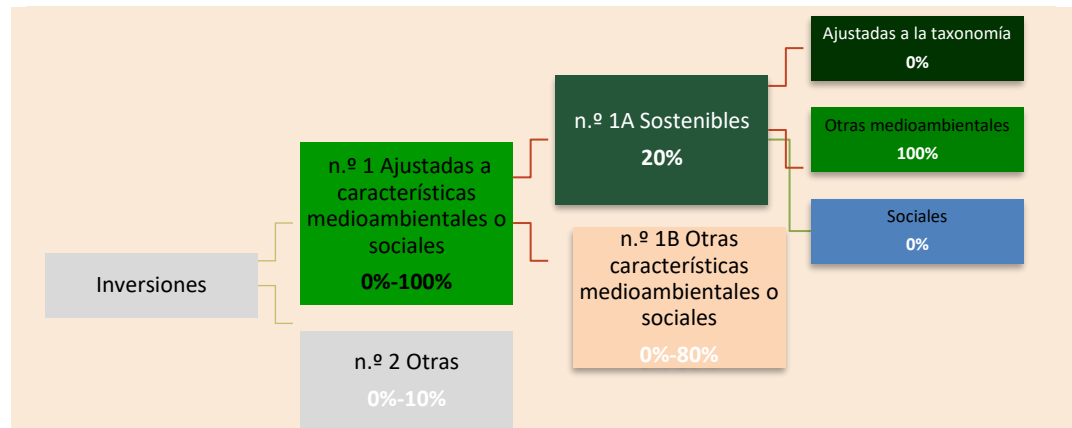 Inversiones
n.º 1 Ajustadas a
características
medioambientales o
sociales
0%-100%
n.º 2 Otras
0%-10%
n.º 1A Sostenibles
20%
n.º 1B Otras
características
medioambientales o
sociales
0%-80%
Ajustadas a la taxonomía
0%
Otras medioambientales
100%
Sociales
0%